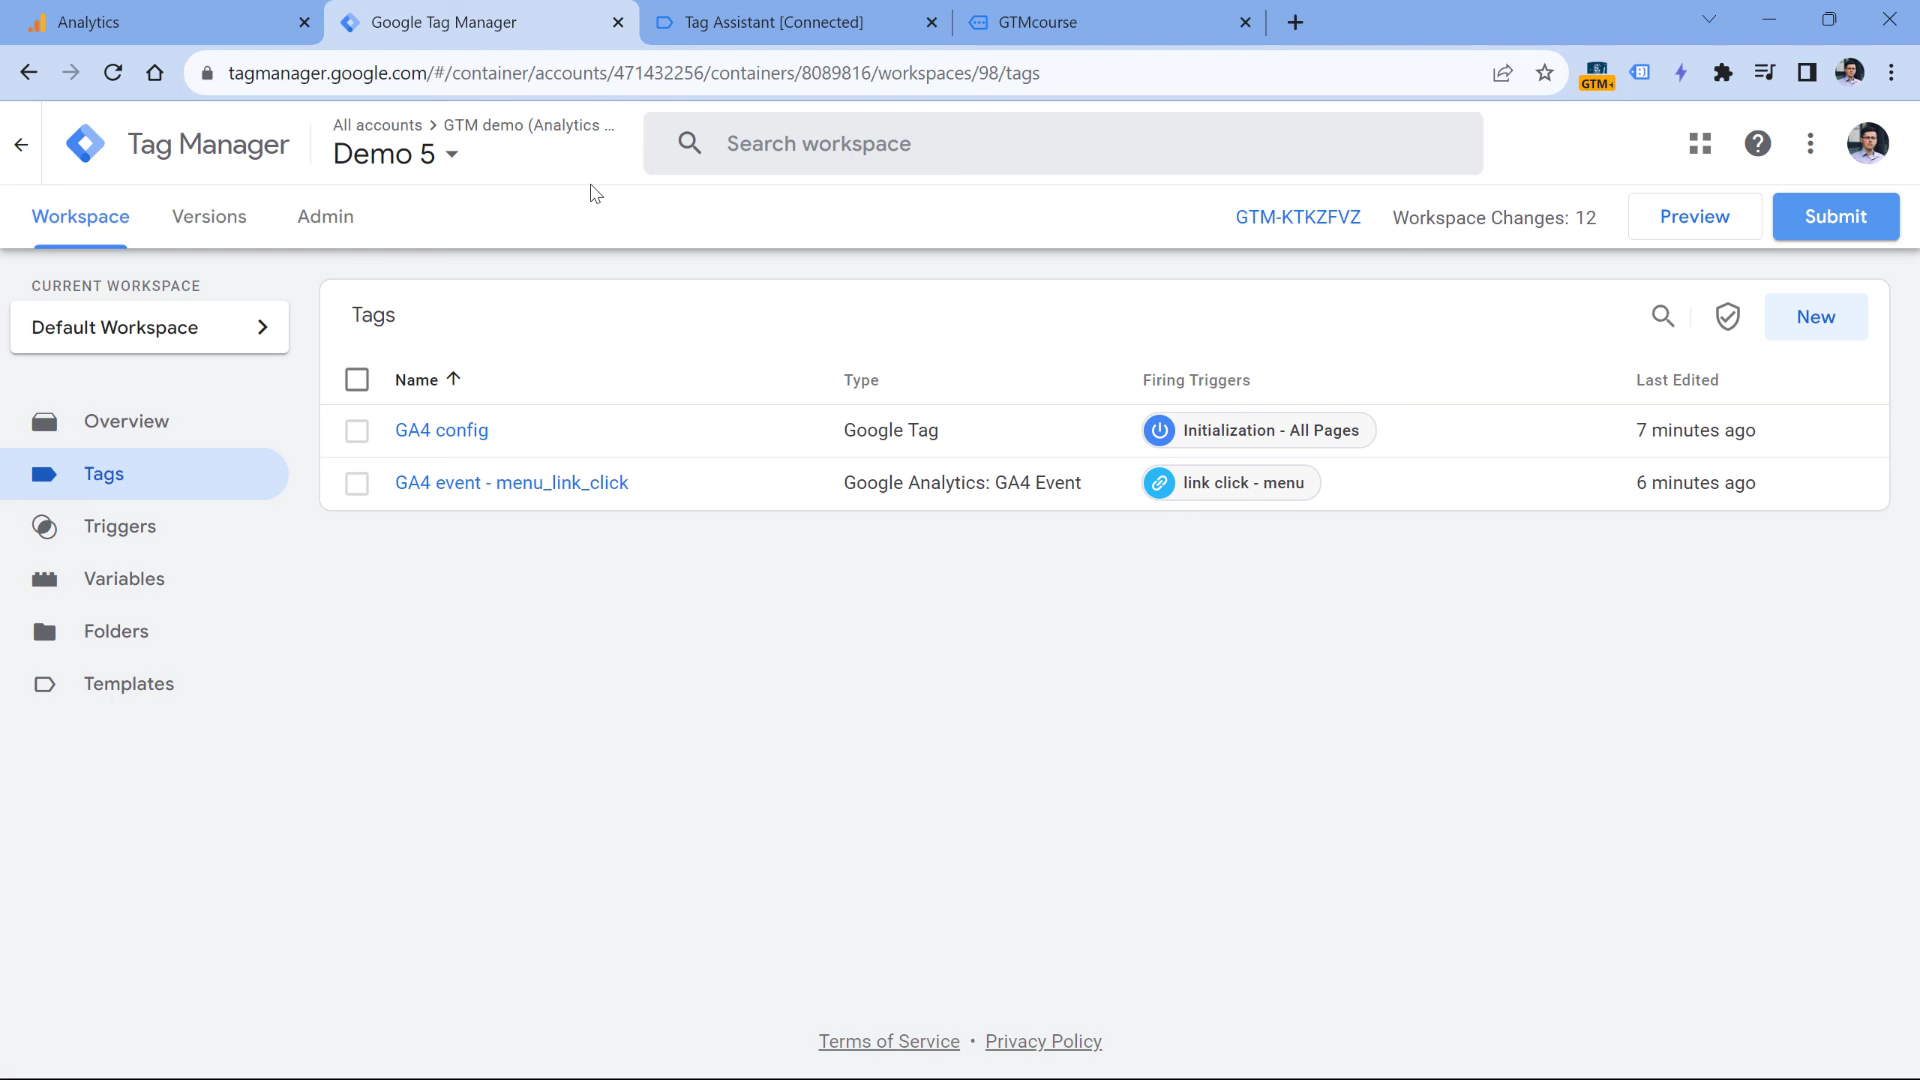 Analytics
Google Tag Manager
Tag Assistant [Connected]
GTMcourse
tagmanager.google.com/#/container/accounts/471432256/containers/8089816/workspaces/98/tags
GTM
Tag Manager
All accounts > GTM demo (Analytics ...
Demo 5
Search workspace
Workspace
Versions
Admin
GTM-KTKZFVZ
Workspace Changes: 12
Preview
Submit
CURRENT WORKSPACE
Default Workspace
Overview
Tags
Triggers
Variables
Folders
Templates
Tags
New
Name
Type
Firing Triggers
Last Edited
GA4 config
Google Tag
Initialization - All Pages
7 minutes ago
GA4 event - menu_link_click
Google Analytics: GA4 Event
link click - menu
6 minutes ago
Terms of Service • Privacy Policy